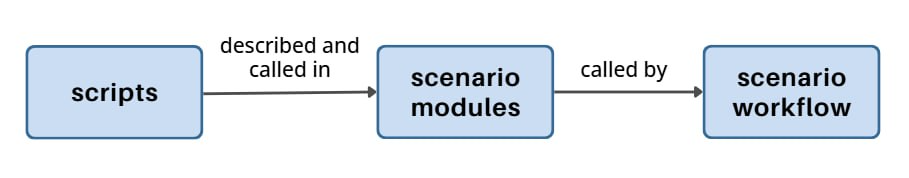 scripts
described and
called in
scenario
modules
called by
scenario
workflow